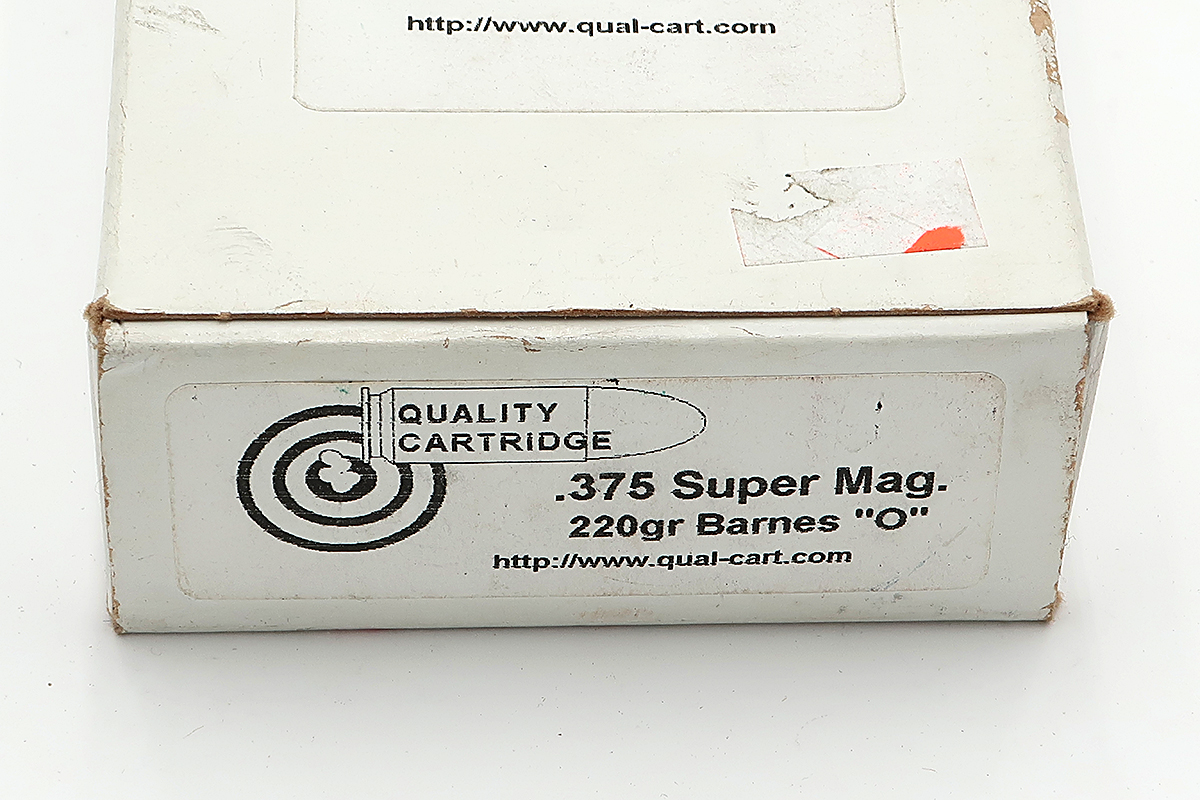 http://www.qual-cart.com
QUALITY
CARTRIDGE
.375 Super Mag.
220gr Barnes "O"
http://www.qual-cart.com